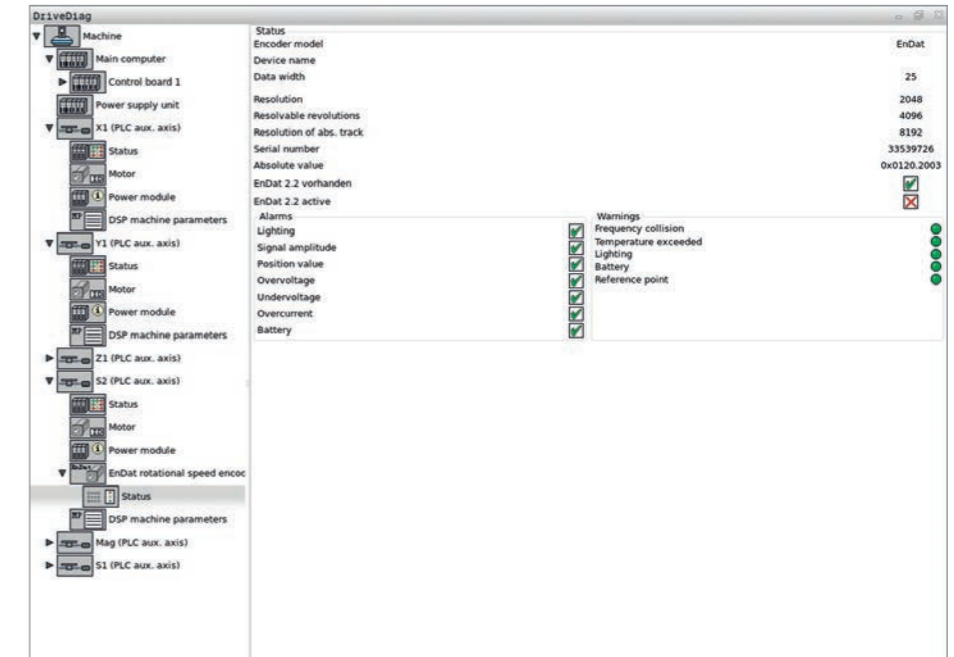 DriveDiag
Machine
Main computer
Control board 1
Power supply unit
X1 (PLC aux. axis)
Status
Motor
Power module
DSP machine parameters
Y1 (PLC aux. axis)
Status
Motor
Power module
DSP machine parameters
Z1 (PLC aux. axis)
S2 (PLC aux. axis)
Status
Motor
Power module
EnDat rotational speed encoc
Status
DSP machine parameters
Mag (PLC aux. axis)
S1 (PLC aux. axis)
Status
Encoder model EnDat
Device name
Data width 25
Resolution 2048
Resolvable revolutions 4096
Resolution of abs. track 8192
Serial number 33539726
Absolute value 0x0120.2003
EnDat 2.2 vorhanden
EnDat 2.2 active
Alarms
Lighting
Signal amplitude
Position value
Overvoltage
Undervoltage
Overcurrent
Battery
Warnings
Frequency collision
Temperature exceeded
Lighting
Battery
Reference point